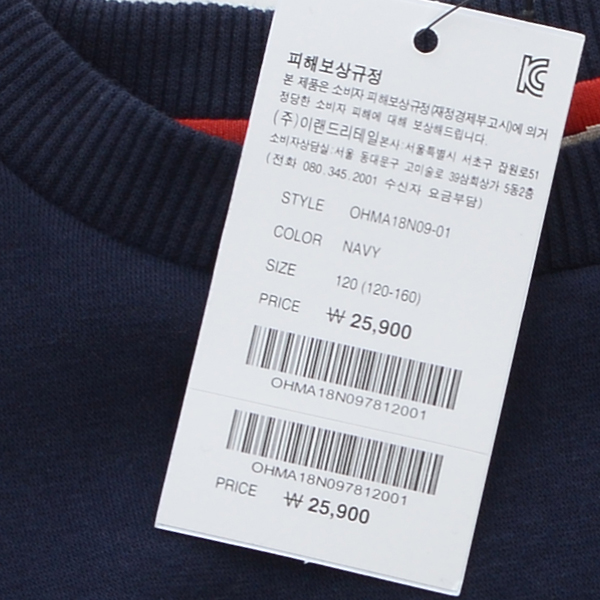 피해보상규정
본 제품은 소비자 피해보상규정(재정경제부고시)에 의거
정당한 소비자 피해에 대해 보상해드립니다.
(주)이랜드리테일본사:서울특별시 서초구 잠원로51
소비자상담실:서울 동대문구 고미술로 39삼희상가 5동2층
(전화 080.345.2001 수신자 요금부담)
STYLE OHMA18N09-01
COLOR NAVY
SIZE 120 (120-160)
PRICE ₩ 25,900
OHMA18N097812001
OHMA18N097812001
PRICE ₩ 25,900